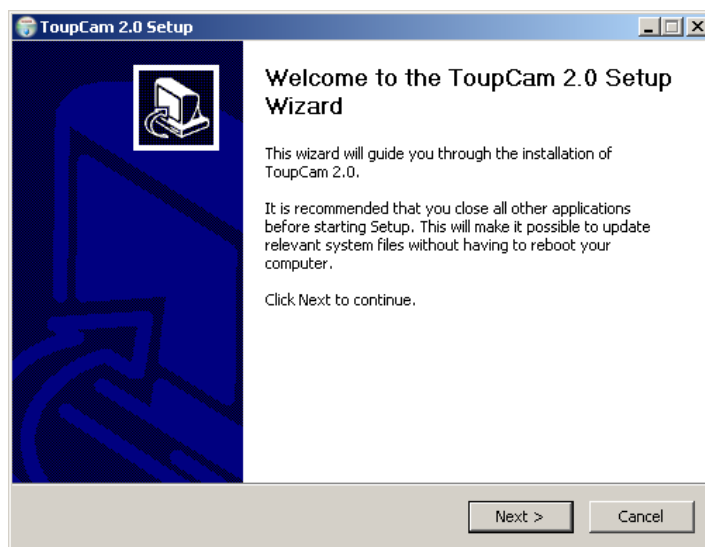 ToupCam 2.0 Setup
Welcome to the ToupCam 2.0 Setup
Wizard
This wizard will guide you through the installation of
ToupCam 2.0.
It is recommended that you close all other applications
before starting Setup. This will make it possible to update
relevant system files without having to reboot your
computer.
Click Next to continue.
Next >
Cancel